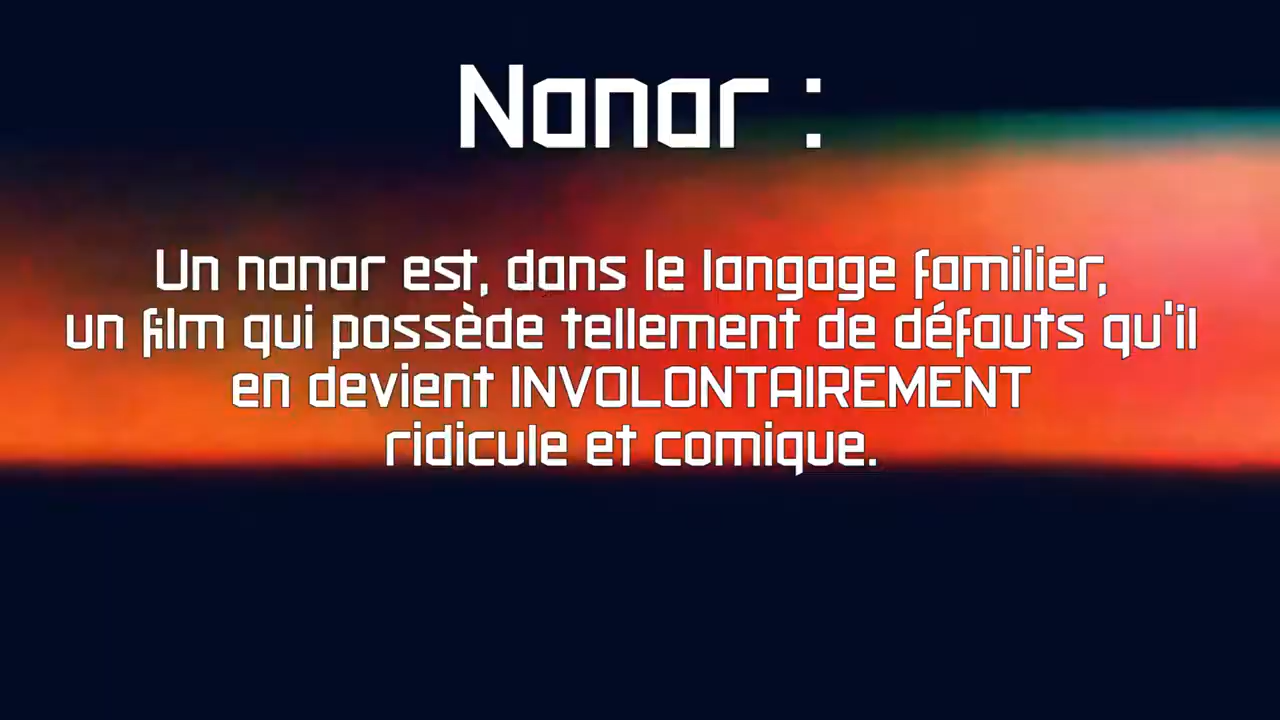 Nanar :
Un nanar est, dans le langage familier,
un film qui possède tellement de défauts qu'il
en devient INVOLONTAIREMENT
ridicule et comique.